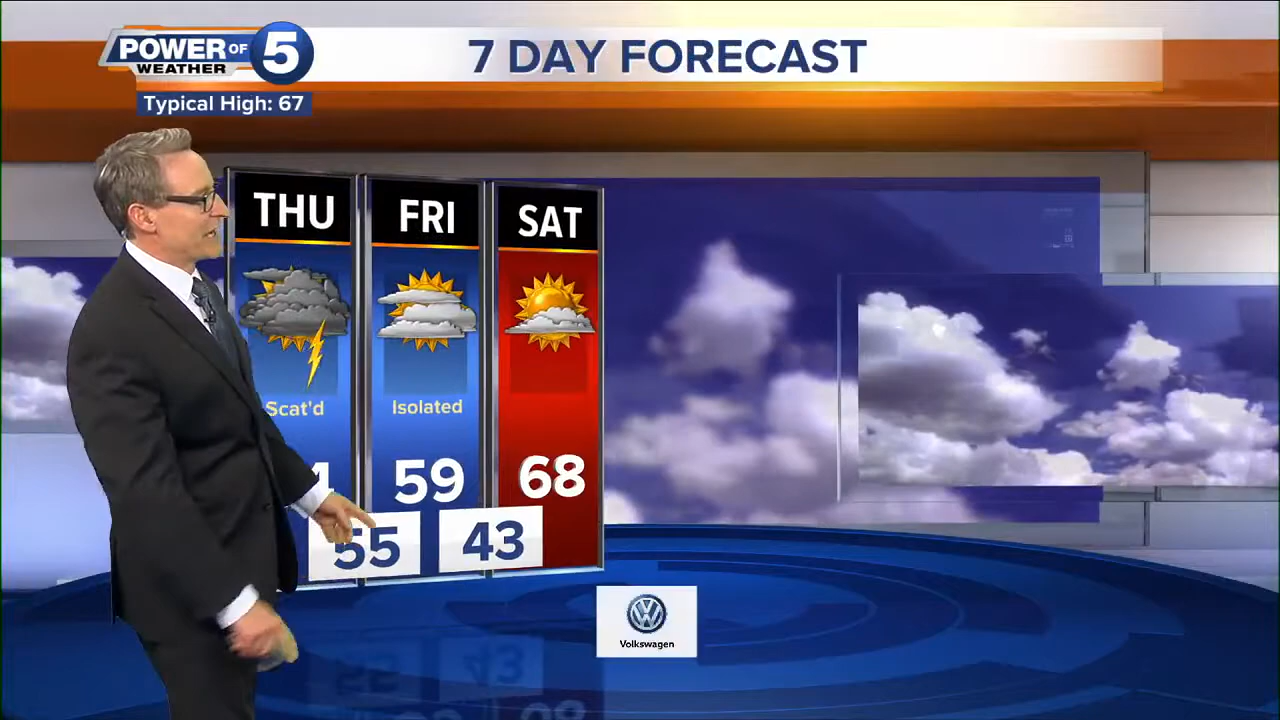 POWER OF 5
WEATHER
Typical High: 67
7 DAY FORECAST
THU
FRI
SAT
Scat'd
Isolated
4
59
68
55
43
Volkswagen